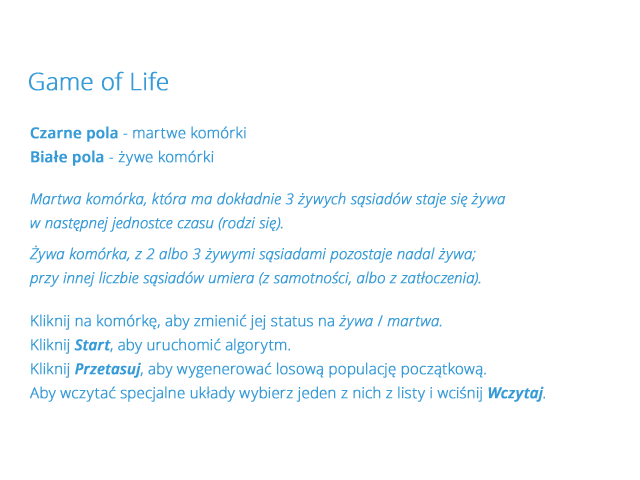 Game of Life
Czarne pola - martwe komórki
Białe pola - żywe komórki
Martwa komórka, która ma dokładnie 3 żywych sąsiadów staje się żywa
w następnej jednostce czasu (rodzi się).
Żywa komórka, z 2 albo 3 żywymi sąsiadami pozostaje nadal żywa;
przy innej liczbie sąsiadów umiera (z samotności, albo z zatłoczenia).
Kliknij na komórkę, aby zmienić jej status na żywa / martwa.
Kliknij Start, aby uruchomić algorytm.
Kliknij Przetasuj, aby wygenerować losową populację początkową.
Aby wczytać specjalne układy wybierz jeden z nich z listy i wciśnij Wczytaj.